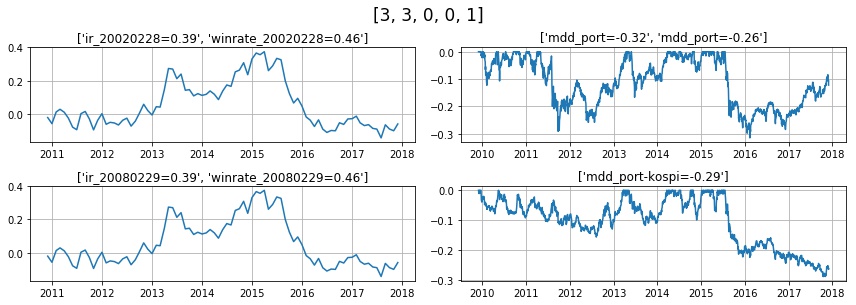 [3, 3, 0, 0, 1]
['ir_20020228=0.39', 'winrate_20020228=0.46']
0.4
0.2
0.0
2011 2012 2013 2014 2015 2016 2017 2018
['mdd_port=-0.32', 'mdd_port=-0.26']
0.0
−0.1
−0.2
−0.3
2010 2011 2012 2013 2014 2015 2016 2017 2018
['ir_20080229=0.39', 'winrate_20080229=0.46']
0.4
0.2
0.0
2011 2012 2013 2014 2015 2016 2017 2018
['mdd_port-kospi=-0.29']
0.0
−0.1
−0.2
−0.3
2010 2011 2012 2013 2014 2015 2016 2017 2018